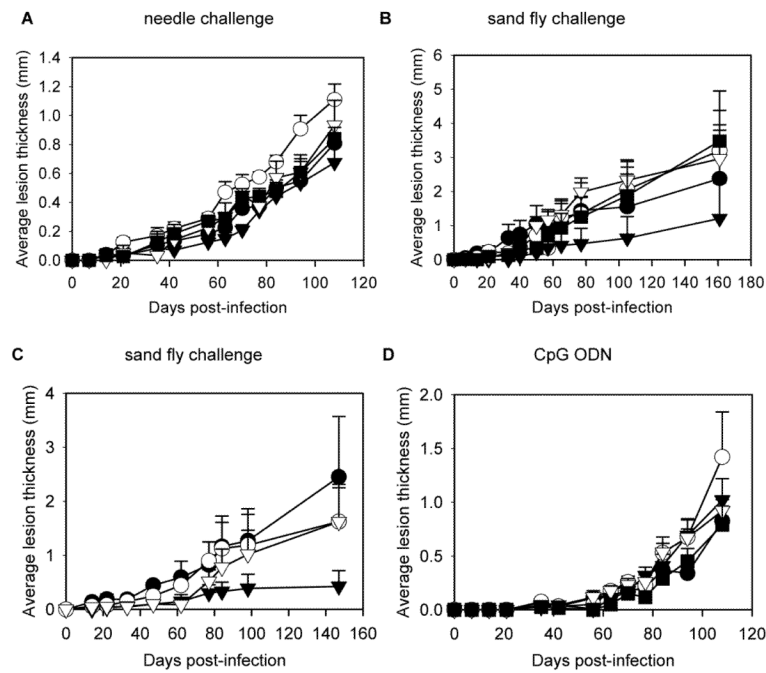 A needle challenge
Average lesion thickness (mm)
1.4
1.2
1.0
0.8
0.6
0.4
0.2
0.0
0 20 40 60 80 100 120
Days post-infection
B sand fly challenge
Average lesion thickness (mm)
6
5
4
3
2
1
0
0 20 40 60 80 100 120 140 160 180
Days post-infection
C sand fly challenge
Average lesion thickness (mm)
4
3
2
1
0
0 20 40 60 80 100 120 140 160
Days post-infection
D CpG ODN
Average lesion thickness (mm)
2.0
1.5
1.0
0.5
0.0
0 20 40 60 80 100 120
Days post-infection